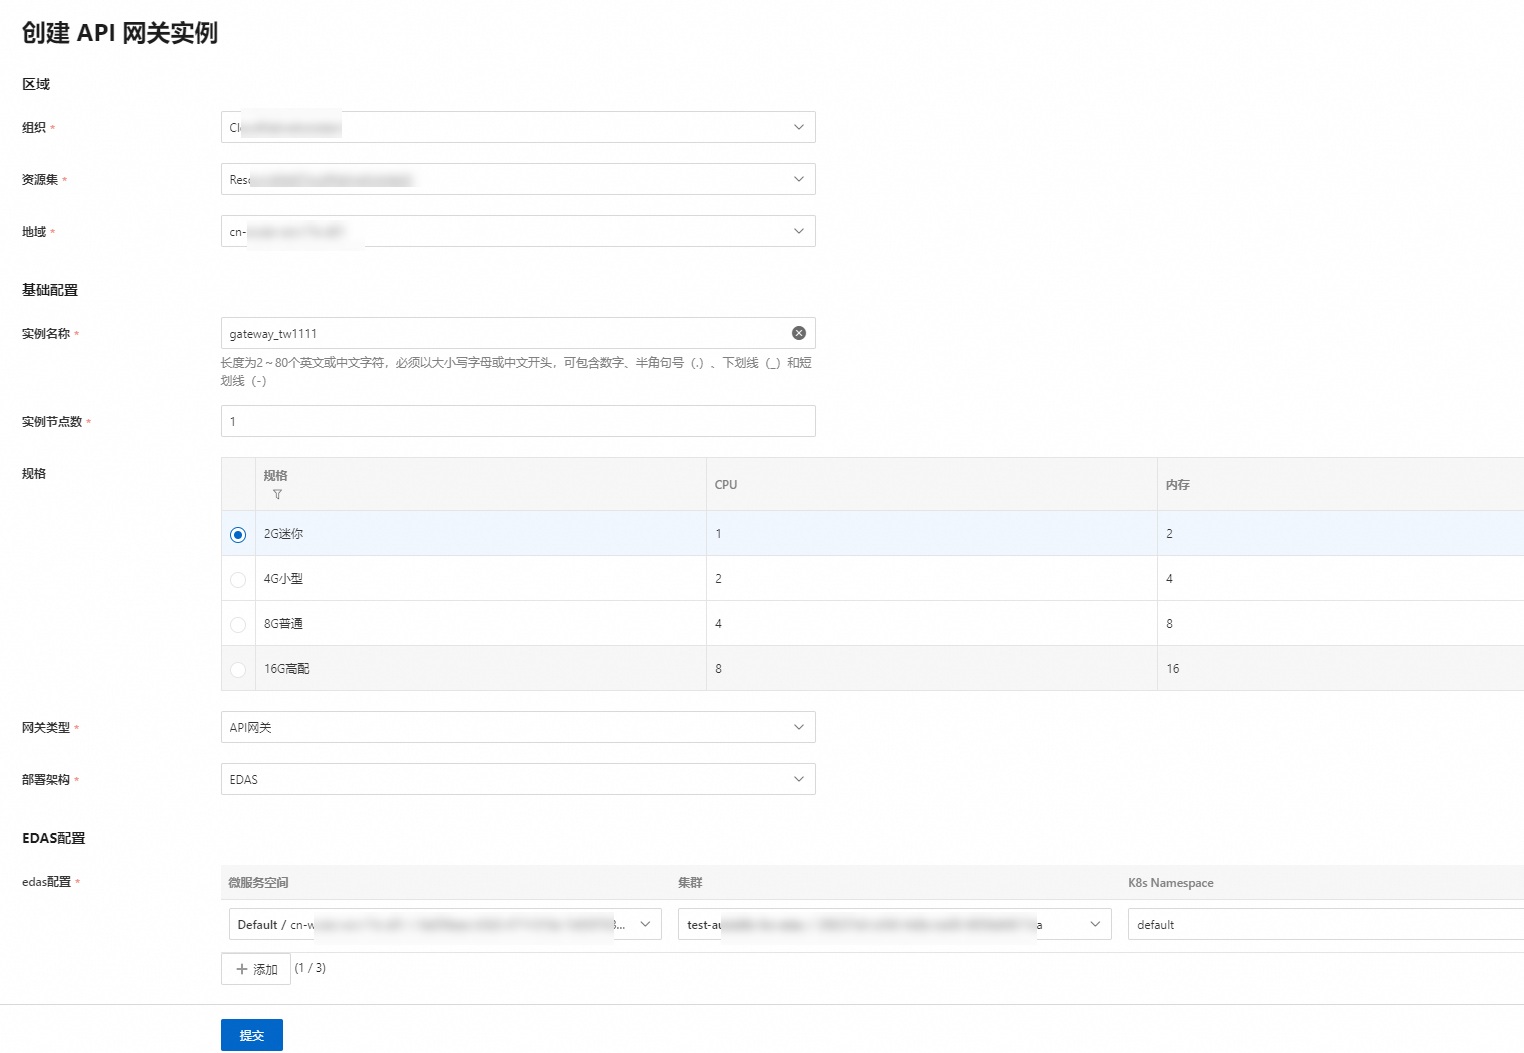 创建 API 网关实例
区域
组织 *
资源集 *
地域 *
cn-
基础配置
实例名称 *
gateway_tw1111
长度为2～80个英文或中文字符，必须以大小写字母或中文开头，可包含数字、半角句号（.）、下划线（_）和短
划线（-）
实例节点数 *
1
规格
规格 CPU 内存
2G迷你 1 2
4G小型 2 4
8G普通 4 8
16G高配 8 16
网关类型 *
API网关
部署架构 *
EDAS
EDAS配置
edas配置 *
微服务空间 集群 K8s Namespace
Default / default
添加 (1 / 3)
提交